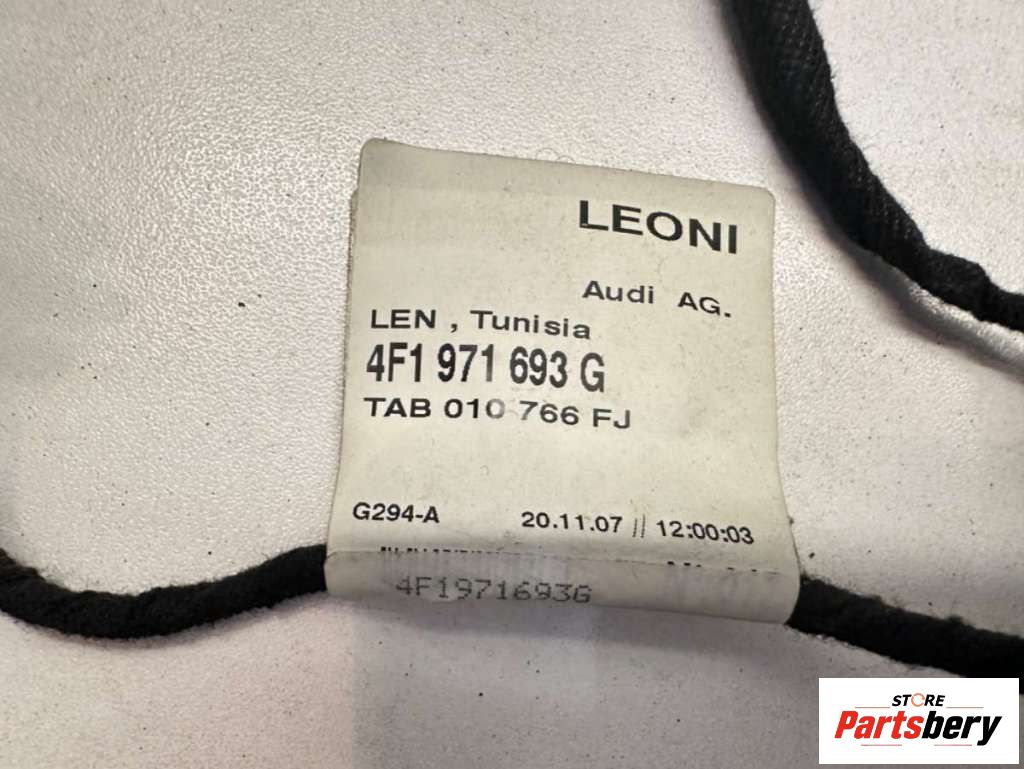 LEONI
Audi AG.
LEN , Tunisia
4F1 971 693 G
TAB 010 766 FJ
G294-A 20.11.07 // 12:00:03
4F1971693G
STORE
Partsbery